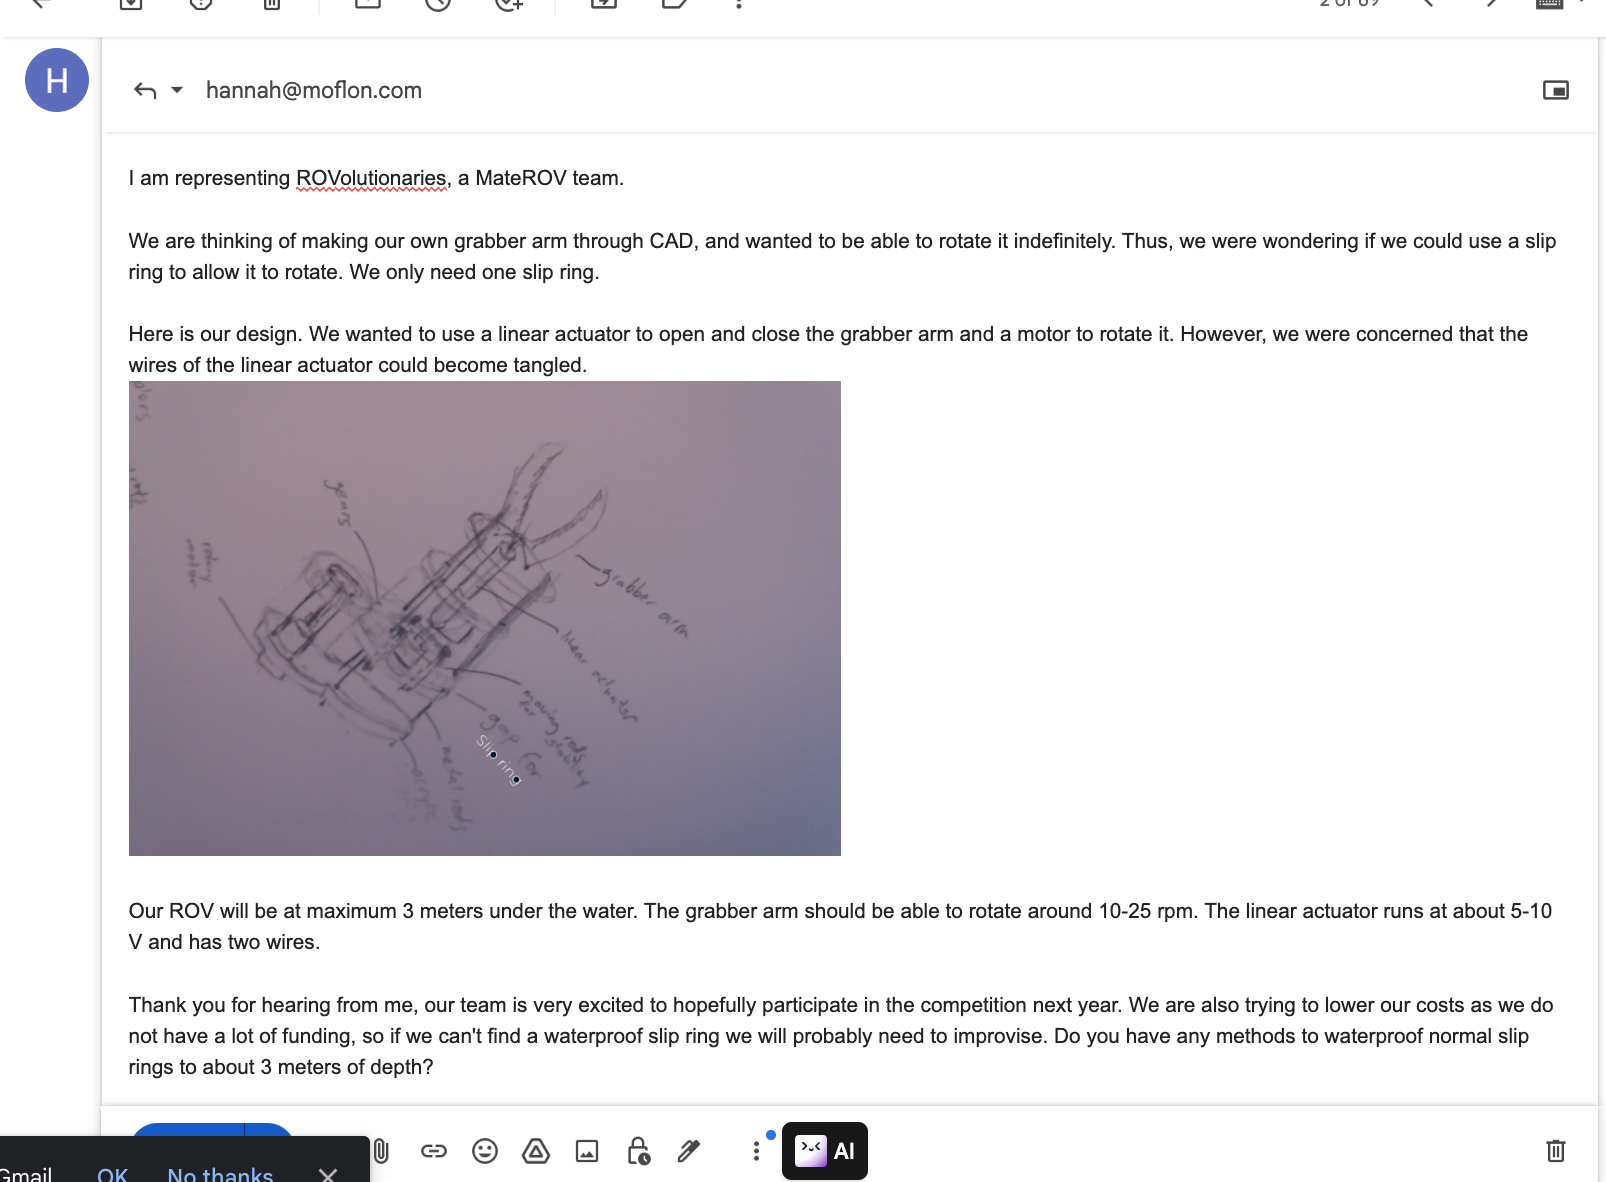 H
hannah@moflon.com
I am representing ROVolutionaries, a MateROV team.
We are thinking of making our own grabber arm through CAD, and wanted to be able to rotate it indefinitely. Thus, we were wondering if we could use a slip
ring to allow it to rotate. We only need one slip ring.
Here is our design. We wanted to use a linear actuator to open and close the grabber arm and a motor to rotate it. However, we were concerned that the
wires of the linear actuator could become tangled.
gears
rotary
motor
grabber arm
linear actuator
moving rods
for stability
gap for
Slip ring
metal rods
Our ROV will be at maximum 3 meters under the water. The grabber arm should be able to rotate around 10-25 rpm. The linear actuator runs at about 5-10
V and has two wires.
Thank you for hearing from me, our team is very excited to hopefully participate in the competition next year. We are also trying to lower our costs as we do
not have a lot of funding, so if we can't find a waterproof slip ring we will probably need to improvise. Do you have any methods to waterproof normal slip
rings to about 3 meters of depth?
AI
Gmail OK No thanks